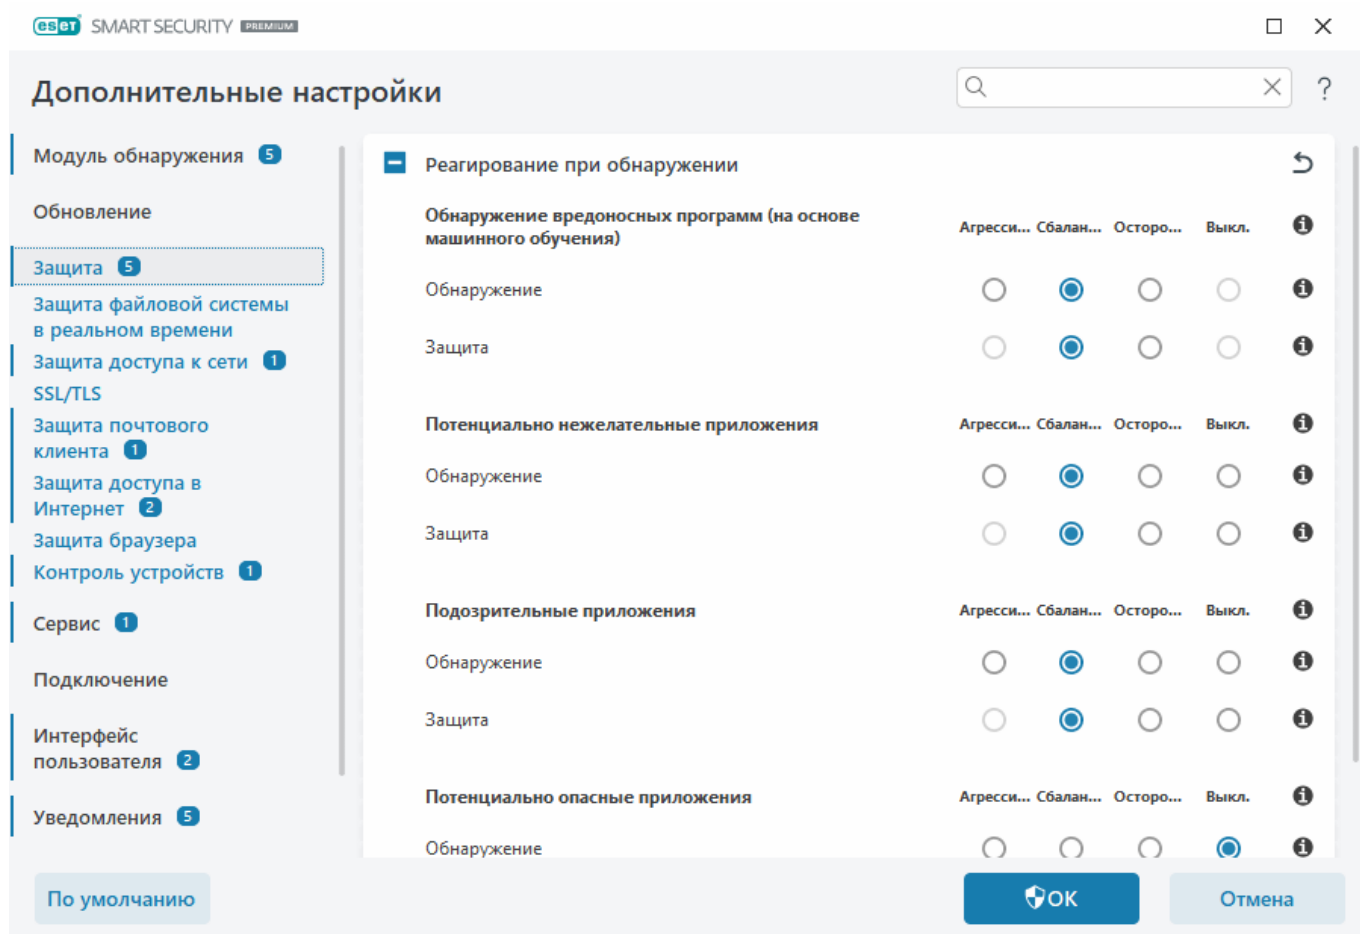 eset SMART SECURITY PREMIUM
Дополнительные настройки
?
Модуль обнаружения 5
Обновление
Защита 5
Защита файловой системы
в реальном времени
Защита доступа к сети 1
SSL/TLS
Защита почтового
клиента 1
Защита доступа в
Интернет 2
Защита браузера
Контроль устройств 1
Сервис 1
Подключение
Интерфейс
пользователя 2
Уведомления 5
Реагирование при обнаружении
Обнаружение вредоносных программ (на основе
машинного обучения)
Агресси... Сбалан... Осторо... Выкл.
Обнаружение
Защита
Потенциально нежелательные приложения Агресси... Сбалан... Осторо... Выкл.
Обнаружение
Защита
Подозрительные приложения Агресси... Сбалан... Осторо... Выкл.
Обнаружение
Защита
Потенциально опасные приложения Агресси... Сбалан... Осторо... Выкл.
Обнаружение
По умолчанию
ОК
Отмена